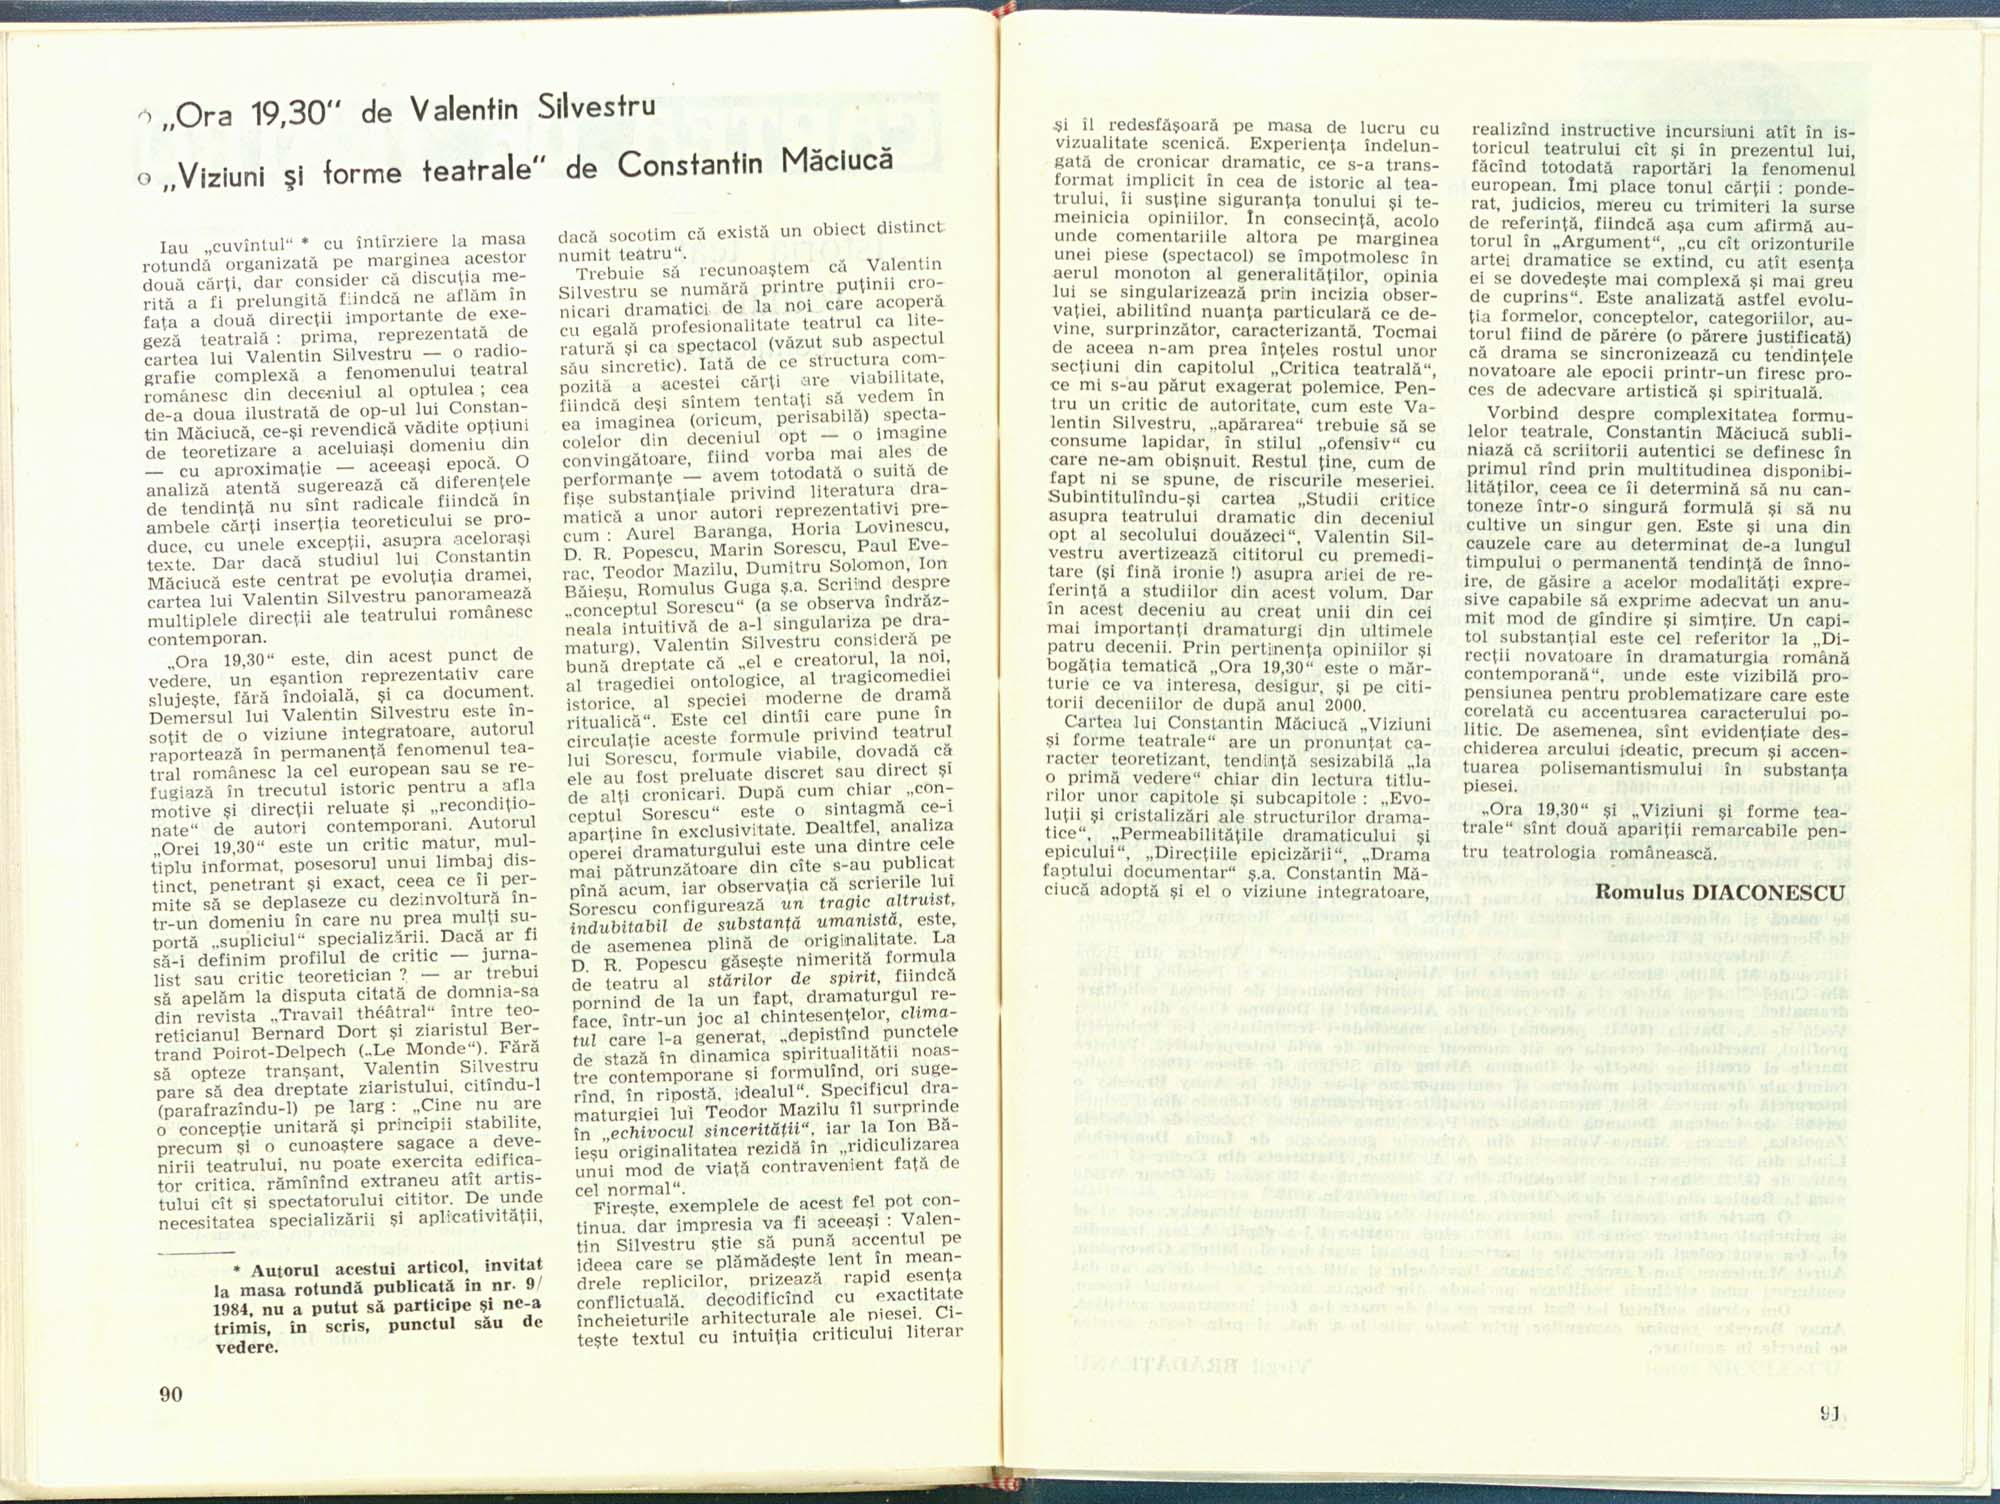 „Ora 19,30“ de Valentin Silvestru
o „Viziuni și forme teatrale“ de Constantin Măciucă
Iau „cuvîntul“ * cu întîrziere la masa
rotundă organizată pe marginea acestor
două cărți, dar consider că discuția me-
rită a fi prelungită fiindcă ne aflăm în
fața a două direcții importante de exe-
geză teatrală : prima, reprezentată de
cartea lui Valentin Silvestru — o radio-
grafie complexă a fenomenului teatral
românesc din deceniul al optulea ; cea
de-a doua ilustrată de op-ul lui Constan-
tin Măciucă, ce-și revendică vădite opțiuni
de teoretizare a aceluiași domeniu din
— cu aproximație — aceeași epocă. O
analiză atentă sugerează că diferențele
de tendință nu sînt radicale fiindcă în
ambele cărți inserția teoreticului se pro-
duce, cu unele excepții, asupra acelorași
texte. Dar dacă studiul lui Constantin
Măciucă este centrat pe evoluția dramei,
cartea lui Valentin Silvestru panoramează
multiplele direcții ale teatrului românesc
contemporan.
„Ora 19,30“ este, din acest punct de
vedere, un eșantion reprezentativ care
slujește, fără îndoială, și ca document.
Demersul lui Valentin Silvestru este în-
soțit de o viziune integratoare, autorul
raportează în permanență fenomenul tea-
tral românesc la cel european sau se re-
fugiază în trecutul istoric pentru a afla
motive și direcții reluate și „recondițio-
nate“ de autori contemporani. Autorul
„Orei 19,30“ este un critic matur, mul-
tiplu informat, posesorul unui limbaj dis-
tinct, penetrant și exact, ceea ce îi per-
mite să se deplaseze cu dezinvoltură în-
tr-un domeniu în care nu prea mulți su-
portă „supliciul“ specializării. Dacă ar fi
să-i definim profilul de critic — jurna-
list sau critic teoretician ? — ar trebui
să apelăm la disputa citată de domnia-sa
din revista „Travail théâtral“ între teo-
reticianul Bernard Dort și ziaristul Ber-
trand Poirot-Delpech („Le Monde“). Fără
să opteze tranșant, Valentin Silvestru
pare să dea dreptate ziaristului, citîndu-l
(parafrazîndu-l) pe larg : „Cine nu are
o concepție unitară și principii stabilite,
precum și o cunoaștere sagace a deve-
nirii teatrului, nu poate exercita edifica-
tor critica, rămînînd extraneu atît artis-
tului cît și spectatorului cititor. De unde
necesitatea specializării și aplicativității,
* Autorul acestui articol, invitat
la masa rotundă publicată în nr. 9/
1984, nu a putut să participe și ne-a
trimis, în scris, punctul său de
vedere.
90
dacă socotim că există un obiect distinct
numit teatru“.
Trebuie să recunoaștem că Valentin
Silvestru se numără printre puținii cro-
nicari dramatici de la noi care acoperă
cu egală profesionalitate teatrul ca lite-
ratură și ca spectacol (văzut sub aspectul
său sincretic). Iată de ce structura com-
pozită a acestei cărți are viabilitate,
fiindcă deși sîntem tentați să vedem în
ea imaginea (oricum, perisabilă) specta-
colelor din deceniul opt — o imagine
convingătoare, fiind vorba mai ales de
performanțe — avem totodată o suită de
fișe substanțiale privind literatura dra-
matică a unor autori reprezentativi pre-
cum : Aurel Baranga, Horia Lovinescu,
D. R. Popescu, Marin Sorescu, Paul Eve-
rac, Teodor Mazilu, Dumitru Solomon, Ion
Băieșu, Romulus Guga ș.a. Scriind despre
„conceptul Sorescu“ (a se observa îndrăz-
neala intuitivă de a-l singulariza pe dra-
maturg), Valentin Silvestru consideră pe
bună dreptate că „el e creatorul, la noi,
al tragediei ontologice, al tragicomediei
istorice, al speciei moderne de dramă
ritualică“. Este cel dintîi care pune în
circulație aceste formule privind teatrul
lui Sorescu, formule viabile, dovadă că
ele au fost preluate discret sau direct și
de alți cronicari. După cum chiar „con-
ceptul Sorescu“ este o sintagmă ce-i
aparține în exclusivitate. Dealtfel, analiza
operei dramaturgului este una dintre cele
mai pătrunzătoare din cîte s-au publicat
pînă acum, iar observația că scrierile lui
Sorescu configurează un tragic altruist,
indubitabil de substanță umanistă, este,
de asemenea plină de originalitate. La
D. R. Popescu găsește nimerită formula
de teatru al stărilor de spirit, fiindcă
pornind de la un fapt, dramaturgul re-
face, într-un joc al chintesențelor, clima-
tul care l-a generat, „depistînd punctele
de stază în dinamica spiritualității noas-
tre contemporane și formulînd, ori suge-
rînd, în ripostă, idealul“. Specificul dra-
maturgiei lui Teodor Mazilu îl surprinde
în „echivocul sincerității“, iar la Ion Bă-
ieșu originalitatea rezidă în „ridiculizarea
unui mod de viață contravenient față de
cel normal“.
Firește, exemplele de acest fel pot con-
tinua, dar impresia va fi aceeași : Valen-
tin Silvestru știe să pună accentul pe
ideea care se plămădește lent în mean-
drele replicilor, prizează rapid esența
conflictuală, decodificînd cu exactitate
încheieturile arhitecturale ale piesei. Ci-
tește textul cu intuiția criticului literar
și îl redesfășoară pe masa de lucru cu
vizualitate scenică. Experiența îndelun-
gată de cronicar dramatic, ce s-a trans-
format implicit în cea de istoric al tea-
trului, îi susține siguranța tonului și te-
meinicia opiniilor. În consecință, acolo
unde comentariile altora pe marginea
unei piese (spectacol) se împotmolesc în
aerul monoton al generalităților, opinia
lui se singularizează prin incizia obser-
vației, abilitînd nuanța particulară ce de-
vine, surprinzător, caracterizantă. Tocmai
de aceea n-am prea înțeles rostul unor
secțiuni din capitolul „Critica teatrală“,
ce mi s-au părut exagerat polemice. Pen-
tru un critic de autoritate, cum este Va-
lentin Silvestru, „apărarea“ trebuie să se
consume lapidar, în stilul „ofensiv“ cu
care ne-am obișnuit. Restul ține, cum de
fapt ni se spune, de riscurile meseriei.
Subintitulîndu-și cartea „Studii critice
asupra teatrului dramatic din deceniul
opt al secolului douăzeci“, Valentin Sil-
vestru avertizează cititorul cu premedi-
tare (și fină ironie !) asupra ariei de re-
ferință a studiilor din acest volum. Dar
în acest deceniu au creat unii din cei
mai importanți dramaturgi din ultimele
patru decenii. Prin pertinența opiniilor și
bogăția tematică „Ora 19,30“ este o măr-
turie ce va interesa, desigur, și pe citi-
torii deceniilor de după anul 2000.
Cartea lui Constantin Măciucă „Viziuni
și forme teatrale“ are un pronunțat ca-
racter teoretizant, tendință sesizabilă „la
o primă vedere“ chiar din lectura titlu-
rilor unor capitole și subcapitole : „Evo-
luții și cristalizări ale structurilor drama-
tice“, „Permeabilitățile dramaticului și
epicului“, „Direcțiile epicizării“, „Drama
faptului documentar“ ș.a. Constantin Mă-
ciucă adoptă și el o viziune integratoare,
realizînd instructive incursiuni atît în is-
toricul teatrului cît și în prezentul lui,
făcînd totodată raportări la fenomenul
european. Îmi place tonul cărții : ponde-
rat, judicios, mereu cu trimiteri la surse
de referință, fiindcă așa cum afirmă au-
torul în „Argument“, „cu cît orizonturile
artei dramatice se extind, cu atît esența
ei se dovedește mai complexă și mai greu
de cuprins“. Este analizată astfel evolu-
ția formelor, conceptelor, categoriilor, au-
torul fiind de părere (o părere justificată)
că drama se sincronizează cu tendințele
novatoare ale epocii printr-un firesc pro-
ces de adecvare artistică și spirituală.
Vorbind despre complexitatea formu-
lelor teatrale, Constantin Măciucă subli-
niază că scriitorii autentici se definesc în
primul rînd prin multitudinea disponibi-
lităților, ceea ce îi determină să nu can-
toneze într-o singură formulă și să nu
cultive un singur gen. Este și una din
cauzele care au determinat de-a lungul
timpului o permanentă tendință de înno-
ire, de găsire a acelor modalități expre-
sive capabile să exprime adecvat un anu-
mit mod de gîndire și simțire. Un capi-
tol substanțial este cel referitor la „Di-
recții novatoare în dramaturgia română
contemporană“, unde este vizibilă pro-
pensiunea pentru problematizare care este
corelată cu accentuarea caracterului po-
litic. De asemenea, sînt evidențiate des-
chiderea arcului ideatic, precum și accen-
tuarea polisemantismului în substanța
piesei.
„Ora 19,30“ și „Viziuni și forme tea-
trale“ sînt două apariții remarcabile pen-
tru teatrologia românească.
Romulus DIACONESCU
91